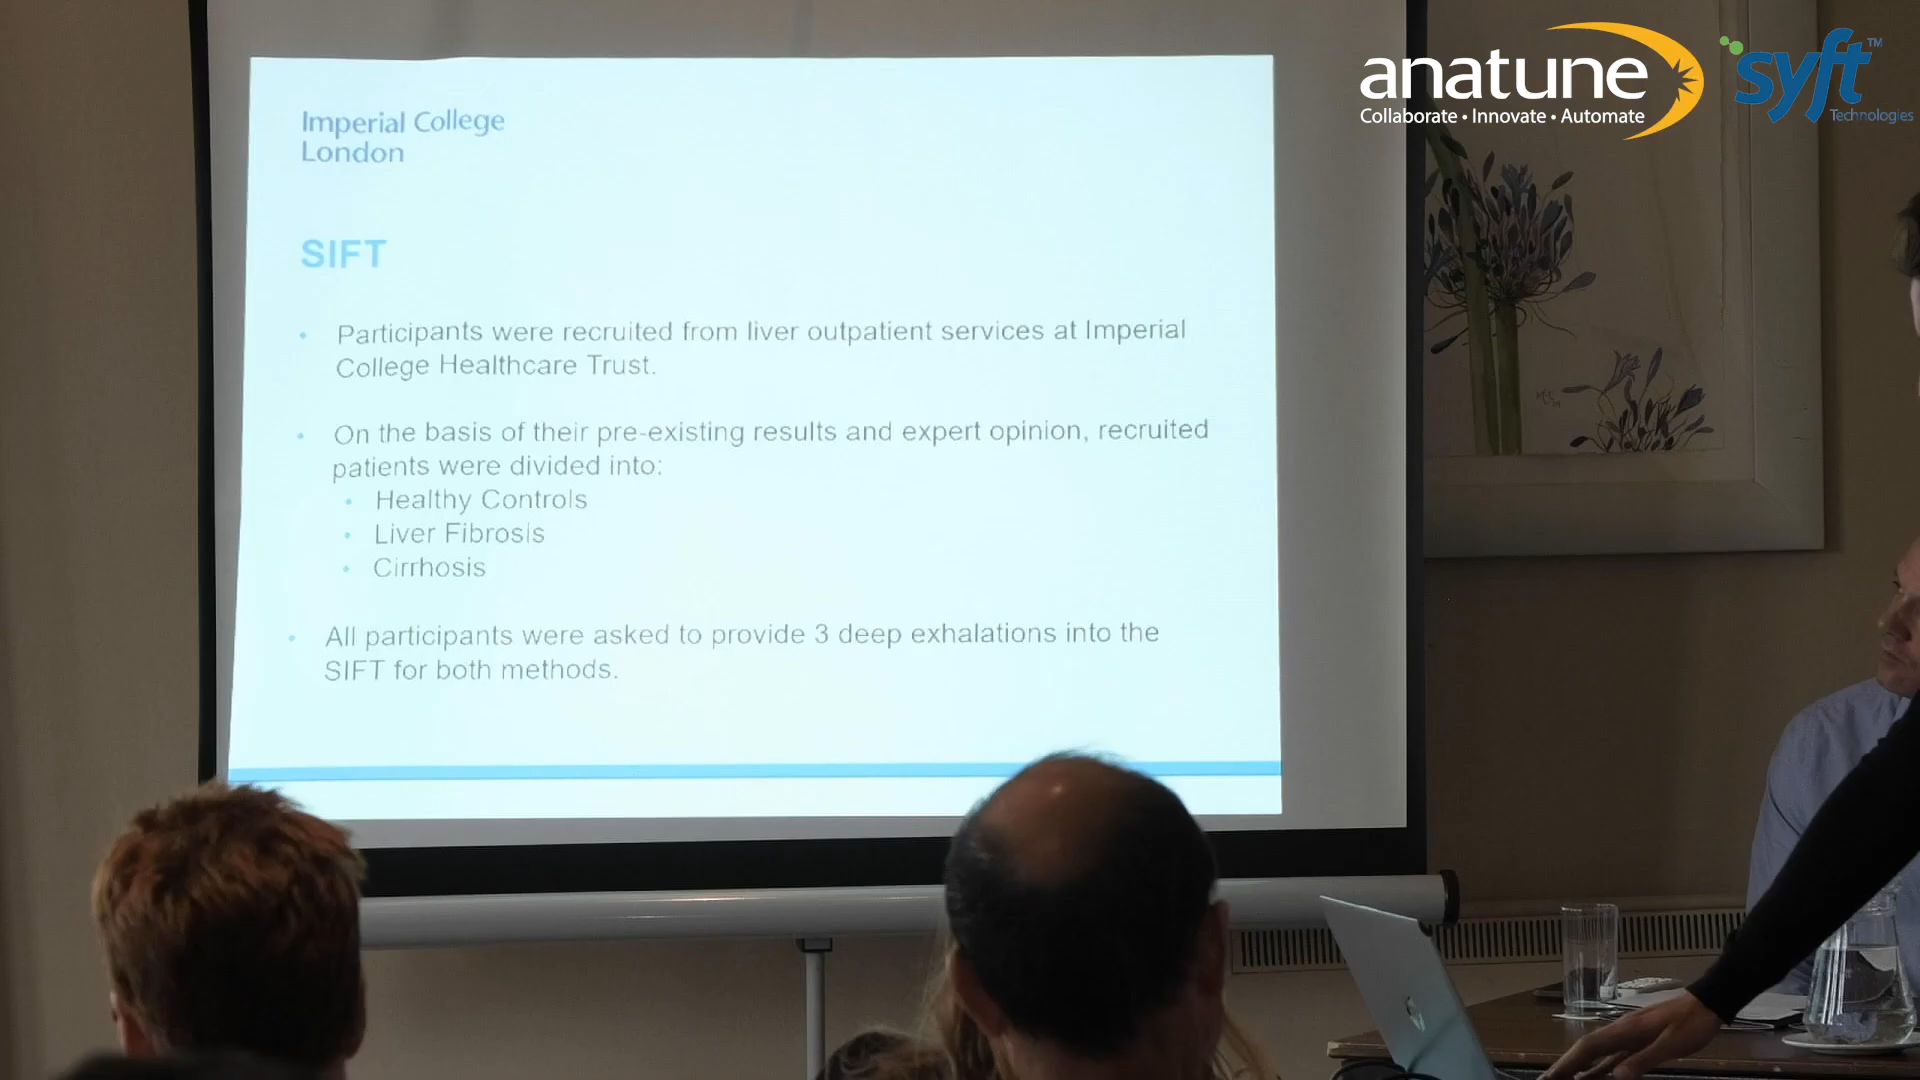 anatune
Collaborate • Innovate • Automate
syft™
Technologies
Imperial College
London
SIFT
• Participants were recruited from liver outpatient services at Imperial
College Healthcare Trust.
• On the basis of their pre-existing results and expert opinion, recruited
patients were divided into:
• Healthy Controls
• Liver Fibrosis
• Cirrhosis
• All participants were asked to provide 3 deep exhalations into the
SIFT for both methods.